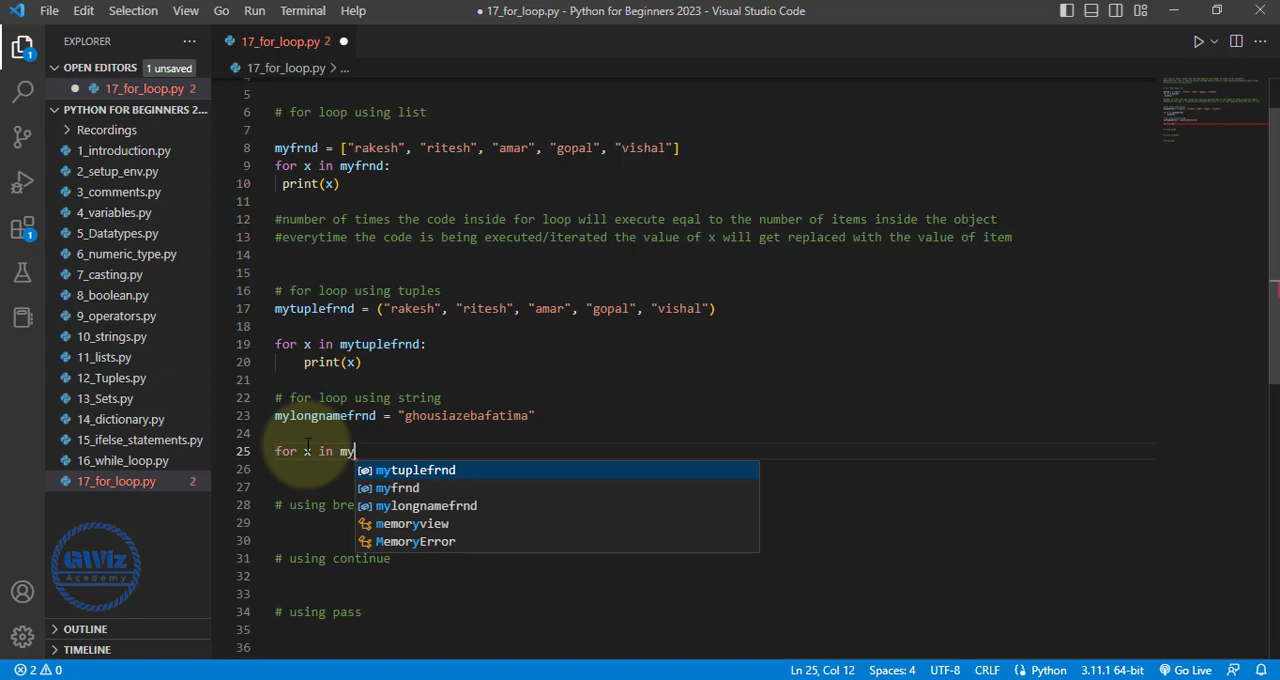 File Edit Selection View Go Run Terminal Help
● 17_for_loop.py - Python for Beginners 2023 - Visual Studio Code
EXPLORER
17_for_loop.py 2
OPEN EDITORS 1 unsaved
17_for_loop.py > ...
17_for_loop.py 2
PYTHON FOR BEGINNERS 2...
Recordings
1_introduction.py
2_setup_env.py
3_comments.py
4_variables.py
5_Datatypes.py
6_numeric_type.py
7_casting.py
8_boolean.py
9_operators.py
10_strings.py
11_lists.py
12_Tuples.py
13_Sets.py
14_dictionary.py
15_ifelse_statements.py
16_while_loop.py
17_for_loop.py 2
GWiz
Academy
OUTLINE
TIMELINE
5
6 # for loop using list
7
8 myfrnd = ["rakesh", "ritesh", "amar", "gopal", "vishal"]
9 for x in myfrnd:
10 print(x)
11
12 #number of times the code inside for loop will execute eqal to the number of items inside the object
13 #everytime the code is being executed/iterated the value of x will get replaced with the value of item
14
15
16 # for loop using tuples
17 mytuplefrnd = ("rakesh", "ritesh", "amar", "gopal", "vishal")
18
19 for x in mytuplefrnd:
20 print(x)
21
22 # for loop using string
23 mylongnamefrnd = "ghousiazebafatima"
24
25 for x in my
26 mytuplefrnd
27 myfrnd
mylongnamefrnd
28 # using bre
29 memoryview
30 MemoryError
31 # using continue
32
33
34 # using pass
35
36
2 0
Ln 25, Col 12 Spaces: 4 UTF-8 CRLF Python 3.11.1 64-bit Go Live
1
1